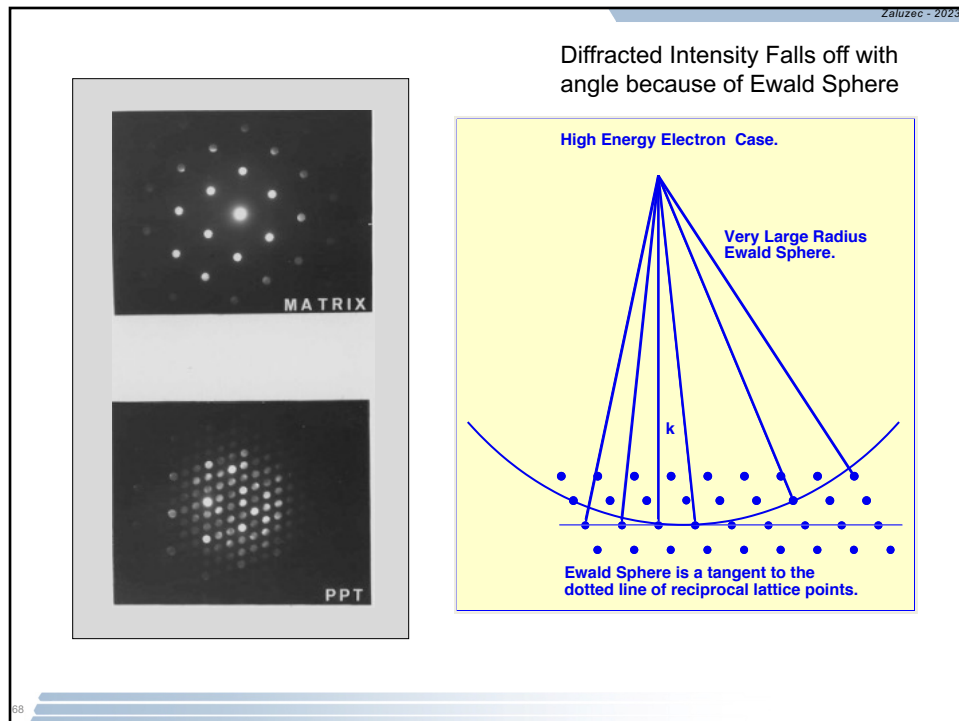 Zaluzec - 2023
Diffracted Intensity Falls off with
angle because of Ewald Sphere
MATRIX
PPT
High Energy Electron Case.
Very Large Radius
Ewald Sphere.
k
Ewald Sphere is a tangent to the
dotted line of reciprocal lattice points.
68